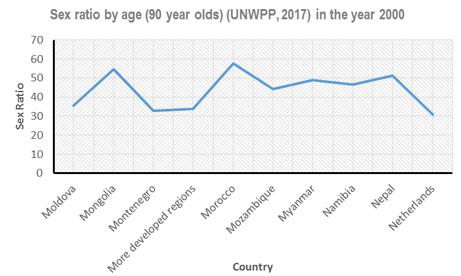 Sex ratio by age (90 year olds) (UNWPP, 2017) in the year 2000
70
60
50
40
30
20
10
0
Sex Ratio
Moldova
Mongolia
Montenegro
More developed regions
Morocco
Mozambique
Myanmar
Namibia
Nepal
Netherlands
Country